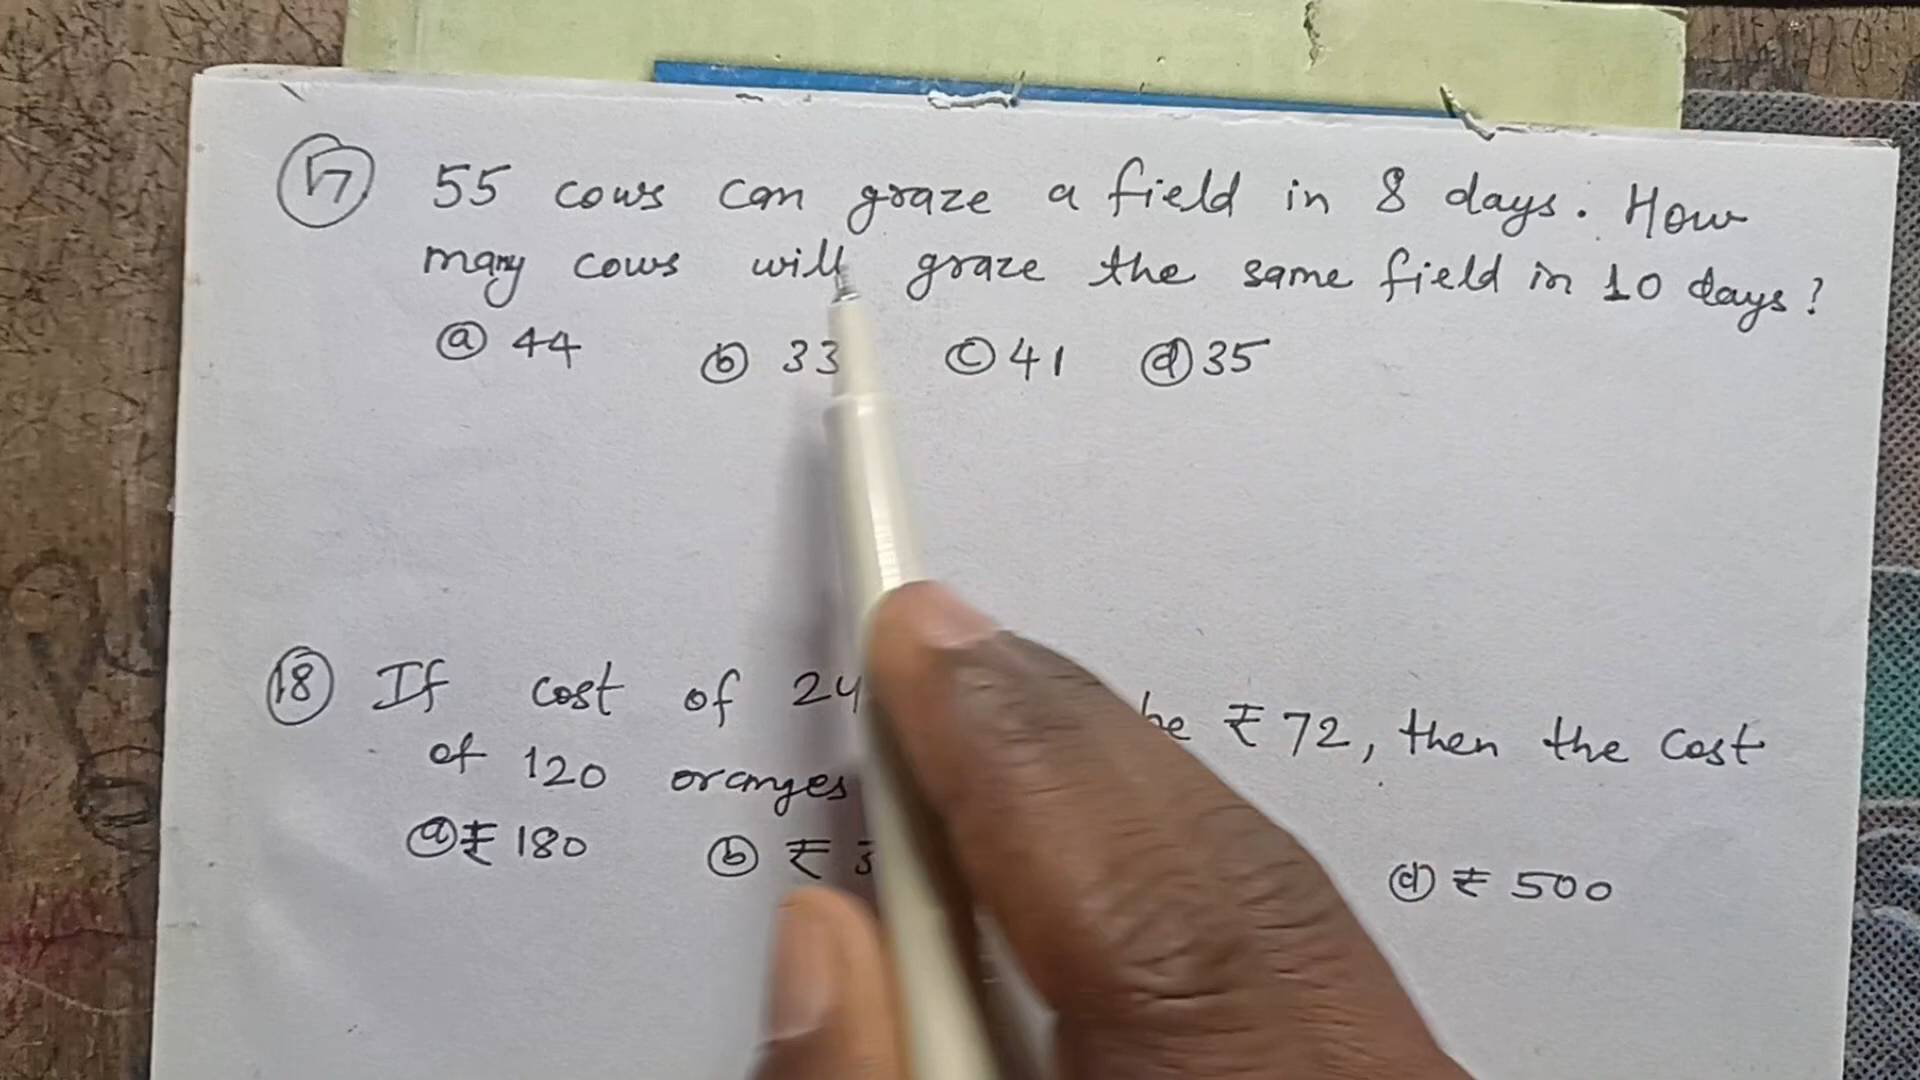 17 55 cows can graze a field in 8 days. How
many cows will graze the same field in 10 days?
(a) 44 (b) 33 (c) 41 (d) 35
18 If cost of 24 be ₹ 72, then the cost
of 120 oranges
(a) ₹ 180 (b) ₹ 3 (d) ₹ 500